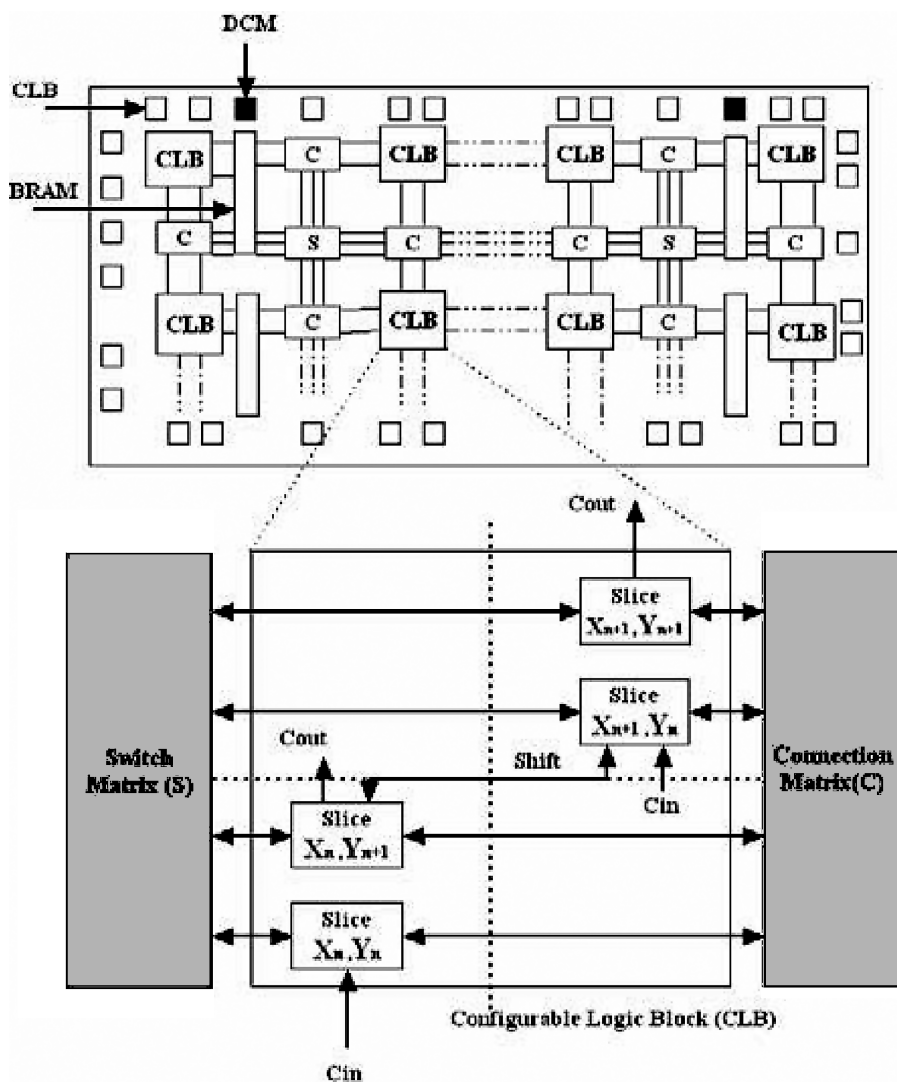 DCM
CLB
CLB C CLB CLB C CLB
BRAM
C S C C S C
CLB C CLB CLB C CLB
Cout
Slice
Xn+1,Yn+1
Slice
Xn+1,Yn
Cout
Switch
Matrix (S)
Shift
Connection
Matrix(C)
Cin
Slice
Xn,Yn+1
Slice
Xn,Yn
Configurable Logic Block (CLB)
Cin